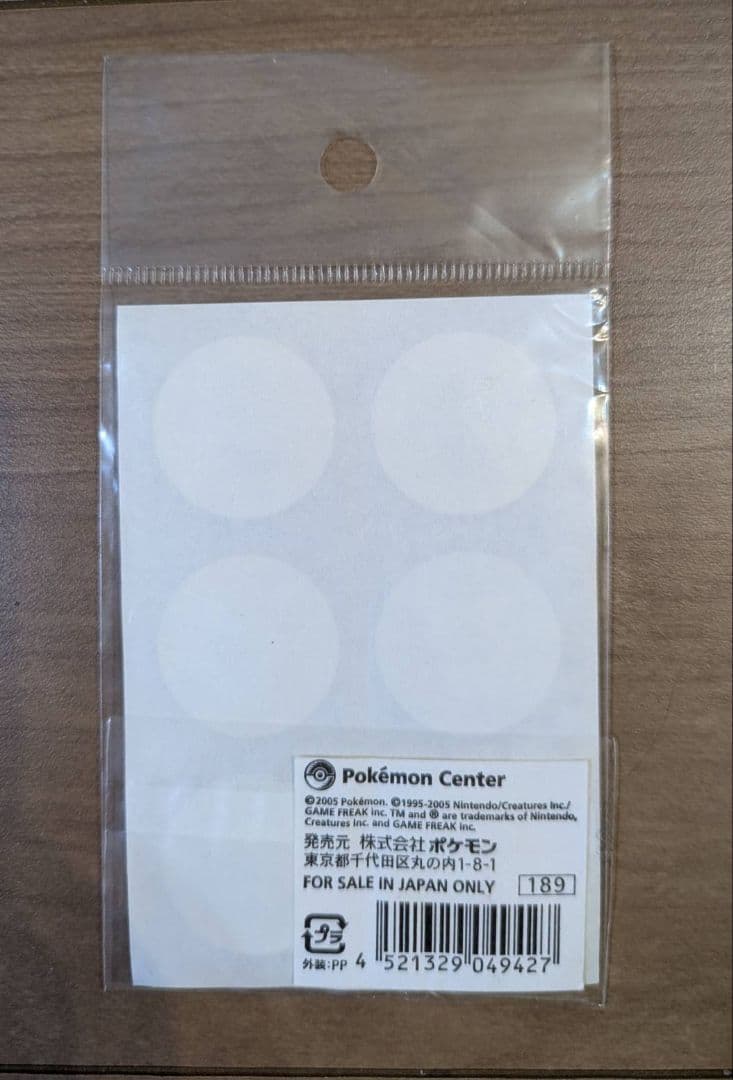 Pokémon Center
©2005 Pokémon. ©1995-2005 Nintendo/Creatures Inc./
GAME FREAK inc. TM and ® are trademarks of Nintendo,
Creatures Inc. and GAME FREAK inc.
発売元 株式会社ポケモン
東京都千代田区丸の内1-8-1
FOR SALE IN JAPAN ONLY 189
プラ
外装:PP 4 521329 049427